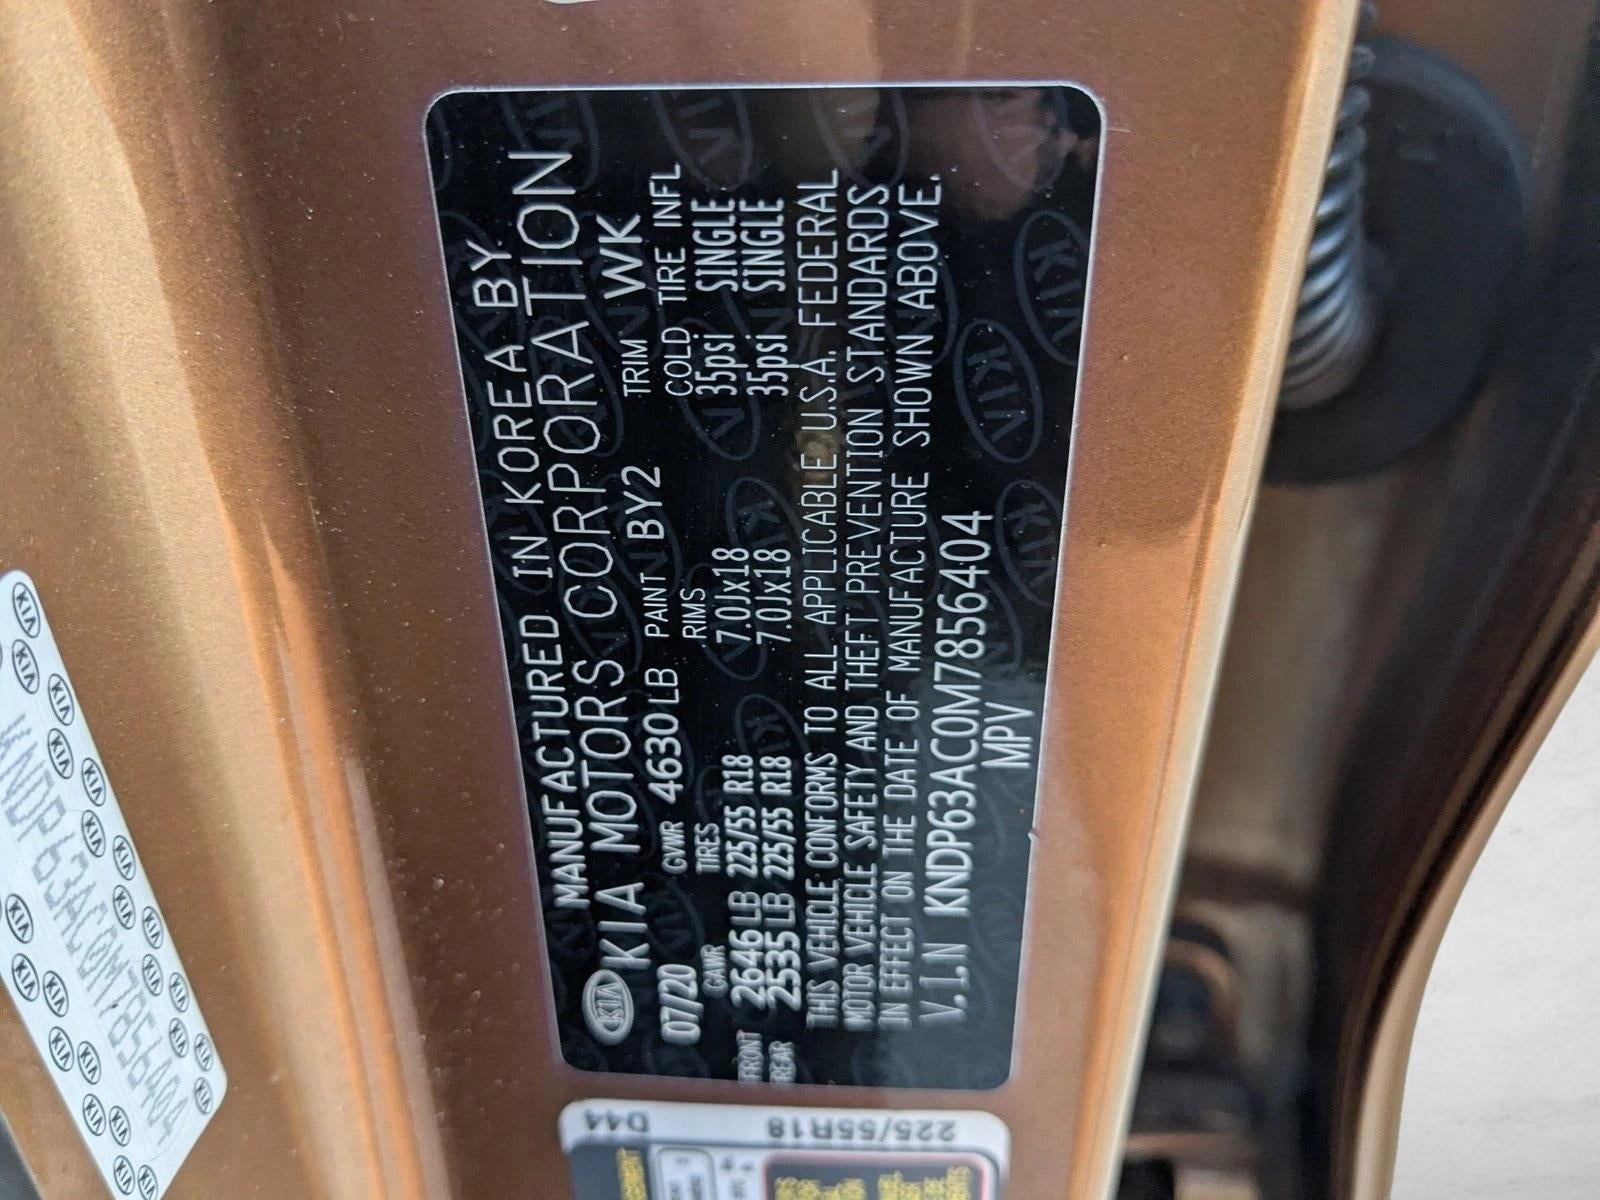 MANUFACTURED IN KOREA BY
KIA KIA MOTORS CORPORATION
07/20 GVWR 4630LB PAINT BY2 TRIM WK
GAWR TIRES RIMS COLD TIRE INFL
FRONT 2646LB 225/55 R18 7.0Jx18 35psi SINGLE
REAR 2535LB 225/55 R18 7.0Jx18 35psi SINGLE
THIS VEHICLE CONFORMS TO ALL APPLICABLE U.S.A. FEDERAL
MOTOR VEHICLE SAFETY AND THEFT PREVENTION STANDARDS
IN EFFECT ON THE DATE OF MANUFACTURE SHOWN ABOVE.
V.I.N KNDP63AC0M7856404
MPV
KNDP63AC0M7856404
D44
225/55R18